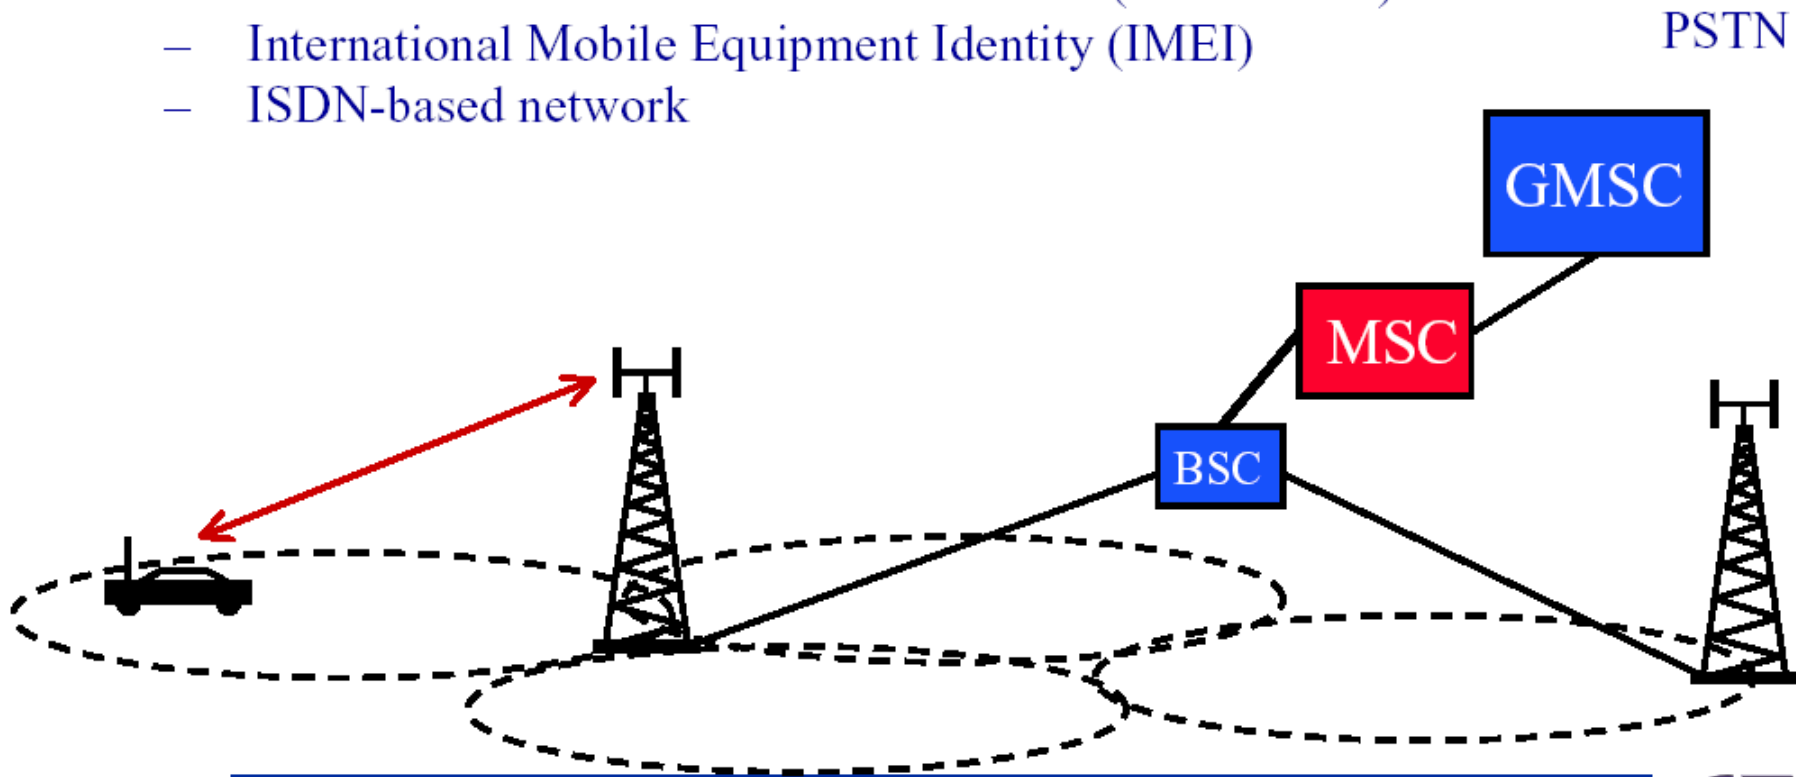 – International Mobile Equipment Identity (IMEI)
PSTN
– ISDN-based network
GMSC
MSC
BSC